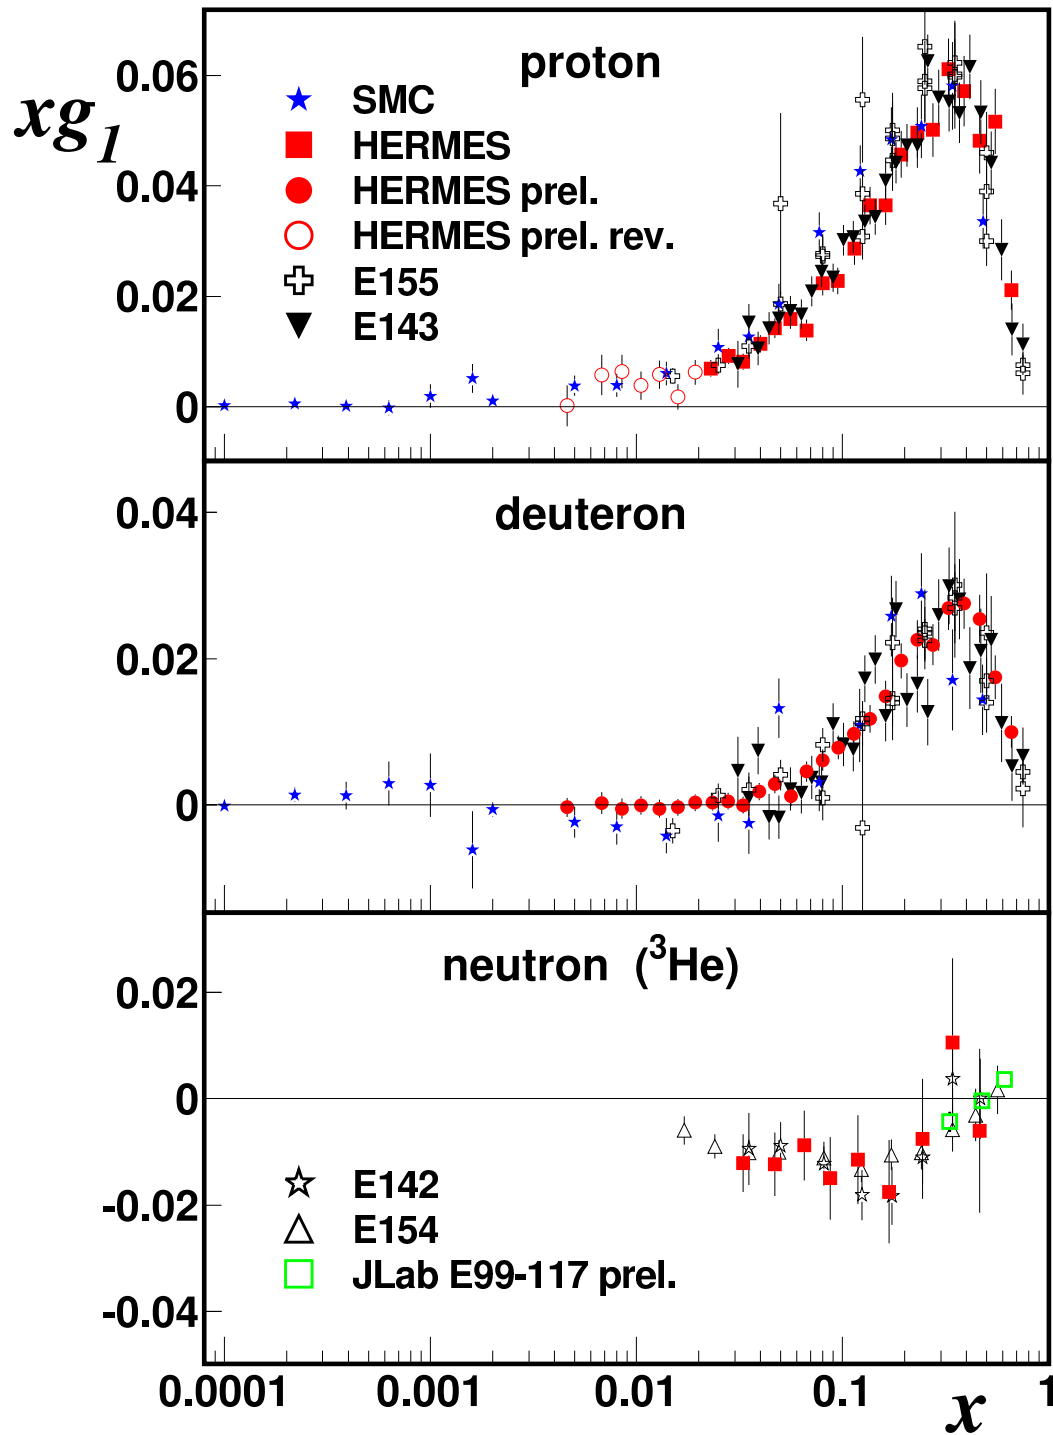 proton
0.06
xg1
SMC
HERMES
0.04
HERMES prel.
HERMES prel. rev.
0.02
E155
E143
0
deuteron
0.04
0.02
0
neutron (³He)
0.02
0
E142
-0.02
E154
JLab E99-117 prel.
-0.04
0.0001 0.001 0.01 0.1 1
x